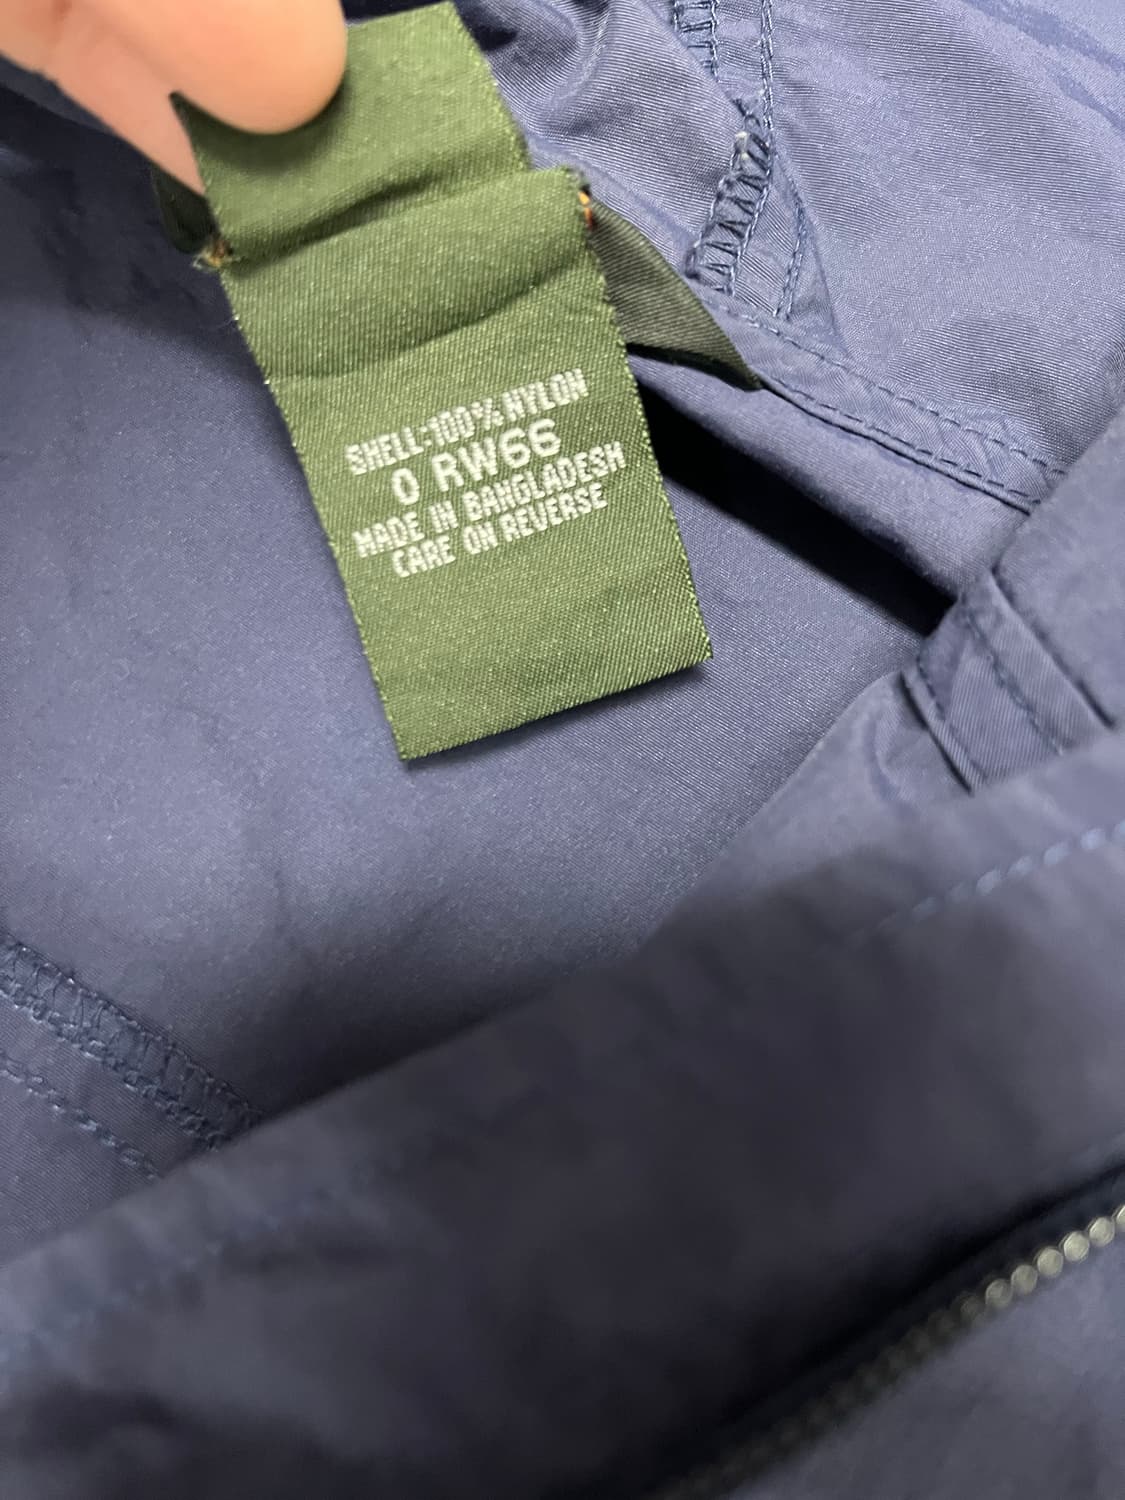 SHELL-100% NYLON
0 RW66
MADE IN BANGLADESH
CARE ON REVERSE